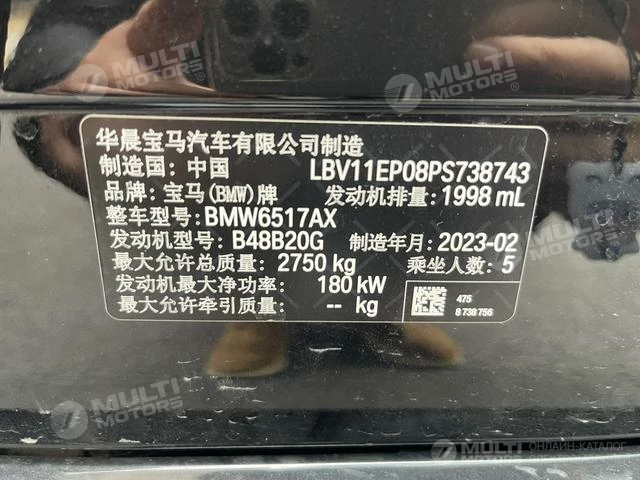 MULTI MOTORS
MULTI MOTORS
华晨宝马汽车有限公司制造
制造国: 中国 LBV11EP08PS738743
品牌: 宝马(BMW)牌 发动机排量: 1998 mL
整车型号: BMW6517AX
发动机型号: B48B20G 制造年月: 2023-02
最大允许总质量: 2750 kg 乘坐人数: 5
发动机最大净功率: 180 kW
最大允许牵引质量: -- kg
475
8 738 756
MULTI MOTORS
MULTI
ОНЛАЙН-КАТАЛОГ